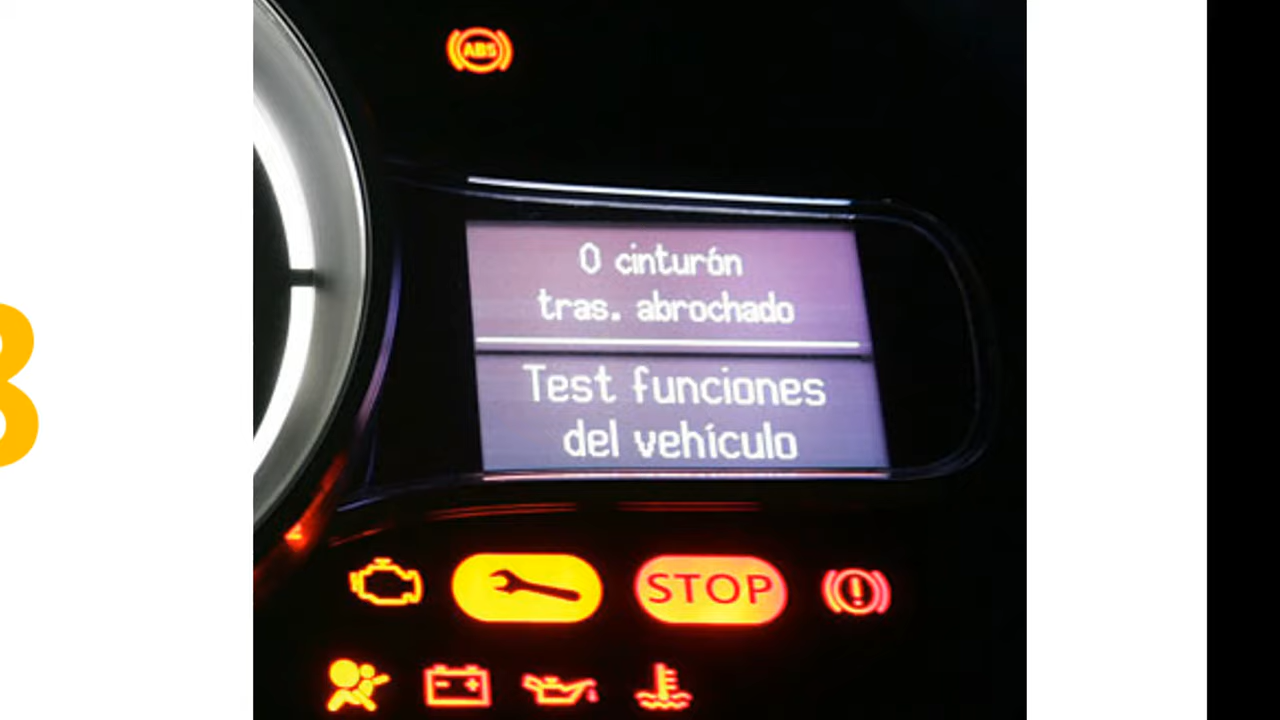 ABS
0 cinturón
tras. abrochado
Test funciones
del vehículo
STOP